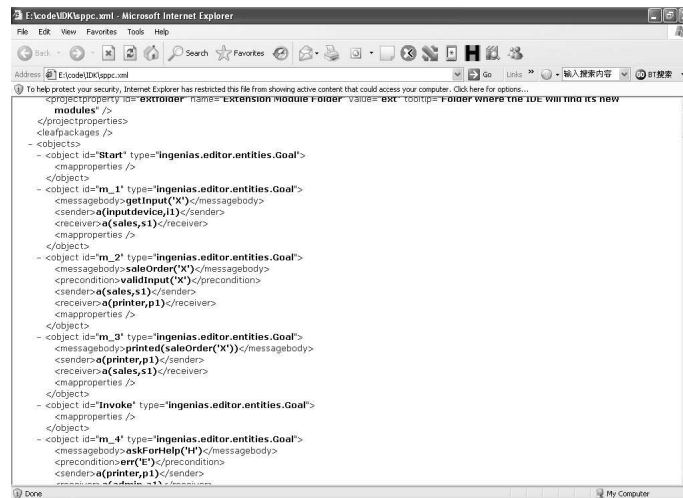 E:\code\IDK\sppc.xml - Microsoft Internet Explorer
File Edit View Favorites Tools Help
Back Search Favorites
Address E:\code\IDK\sppc.xml Go Links » 输入搜索内容 BT搜索
To help protect your security, Internet Explorer has restricted this file from showing active content that could access your computer. Click here for options...
<projectproperty id="extfolder" name="Extension Module Folder" value="ext" tooltip="Folder where the IDE will find its new
modules" />
</projectproperties>
<leafpackages />
- <objects>
- <object id="Start" type="ingenias.editor.entities.Goal">
<mapproperties />
</object>
- <object id="m_1" type="ingenias.editor.entities.Goal">
<messagebody>getInput('X')</messagebody>
<sender>a(inputdevice,i1)</sender>
<receiver>a(sales,s1)</receiver>
<mapproperties />
</object>
- <object id="m_2" type="ingenias.editor.entities.Goal">
<messagebody>saleOrder('X')</messagebody>
<precondition>validInput('X')</precondition>
<sender>a(sales,s1)</sender>
<receiver>a(printer,p1)</receiver>
<mapproperties />
</object>
- <object id="m_3" type="ingenias.editor.entities.Goal">
<messagebody>printed(saleOrder('X'))</messagebody>
<sender>a(printer,p1)</sender>
<receiver>a(sales,s1)</receiver>
<mapproperties />
</object>
- <object id="Invoke" type="ingenias.editor.entities.Goal">
<mapproperties />
</object>
- <object id="m_4" type="ingenias.editor.entities.Goal">
<messagebody>askForHelp('H')</messagebody>
<precondition>err('E')</precondition>
<sender>a(printer,p1)</sender>
<receiver>a(admin,a1)</receiver>
Done My Computer